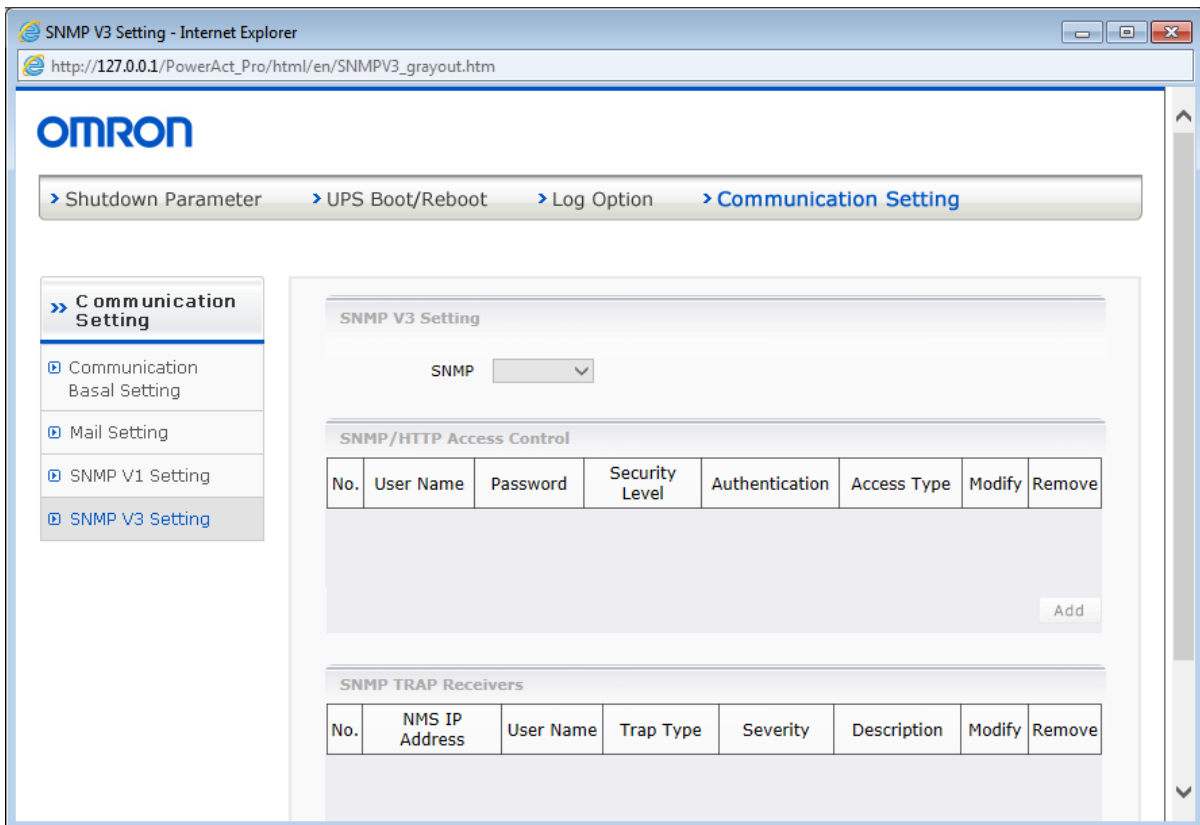 SNMP V3 Setting - Internet Explorer
http://127.0.0.1/PowerAct_Pro/html/en/SNMPV3_grayout.htm
OMRON
Shutdown Parameter
UPS Boot/Reboot
Log Option
Communication Setting
Communication
Setting
Communication
Basal Setting
Mail Setting
SNMP V1 Setting
SNMP V3 Setting
SNMP V3 Setting
SNMP
SNMP/HTTP Access Control
No. User Name Password Security Level Authentication Access Type Modify Remove
Add
SNMP TRAP Receivers
No. NMS IP Address User Name Trap Type Severity Description Modify Remove